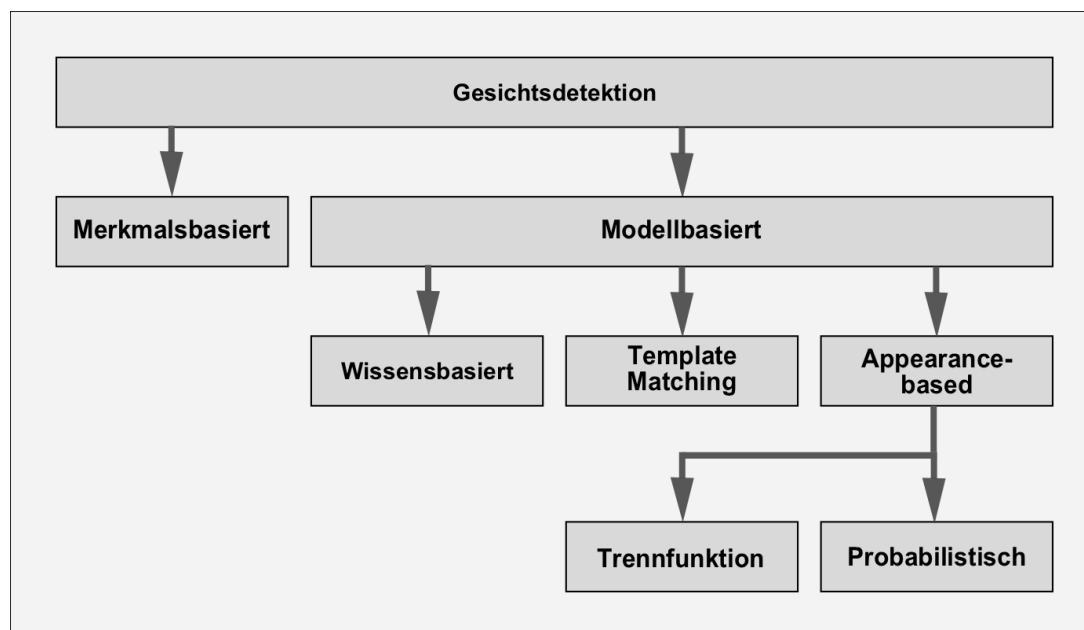 Gesichtsdetektion
Merkmalsbasiert
Modellbasiert
Wissensbasiert
Template
Matching
Appearance-
based
Trennfunktion
Probabilistisch